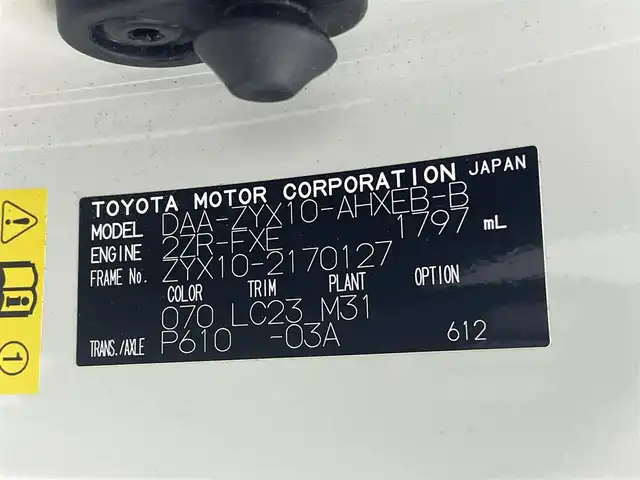 TOYOTA MOTOR CORPORATION JAPAN
MODEL DAA-ZYX10-AHXEB-B
ENGINE 2ZR-FXE 1797 mL
FRAME No. ZYX10-2170127
COLOR TRIM PLANT OPTION
070 LC23 M31
TRANS./AXLE P610 -03A 612
1